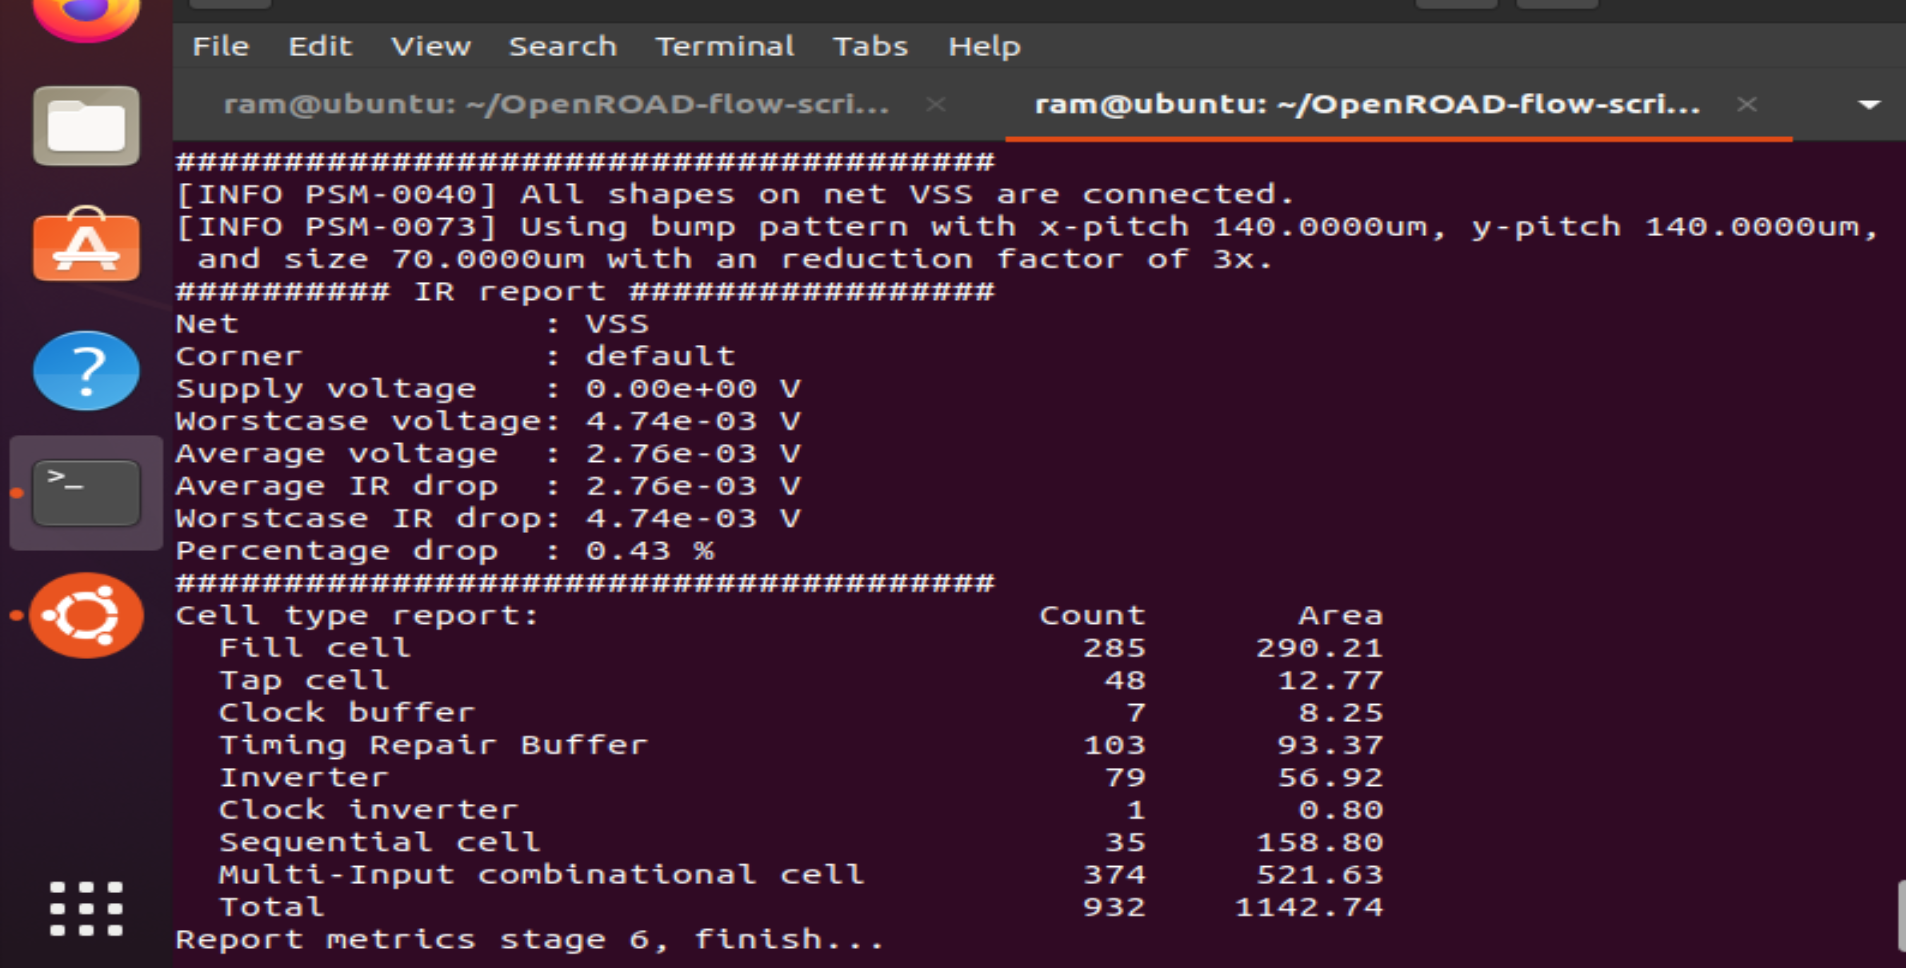 File Edit View Search Terminal Tabs Help
ram@ubuntu: ~/OpenROAD-flow-scri... × ram@ubuntu: ~/OpenROAD-flow-scri... ×
######################################
[INFO PSM-0040] All shapes on net VSS are connected.
[INFO PSM-0073] Using bump pattern with x-pitch 140.0000um, y-pitch 140.0000um,
 and size 70.0000um with an reduction factor of 3x.
########## IR report #################
Net              : VSS
Corner           : default
Supply voltage   : 0.00e+00 V
Worstcase voltage: 4.74e-03 V
Average voltage  : 2.76e-03 V
Average IR drop  : 2.76e-03 V
Worstcase IR drop: 4.74e-03 V
Percentage drop  : 0.43 %
######################################
Cell type report:                       Count       Area
  Fill cell                               285     290.21
  Tap cell                                 48      12.77
  Clock buffer                              7       8.25
  Timing Repair Buffer                    103      93.37
  Inverter                                 79      56.92
  Clock inverter                            1       0.80
  Sequential cell                          35     158.80
  Multi-Input combinational cell          374     521.63
  Total                                   932    1142.74
Report metrics stage 6, finish...